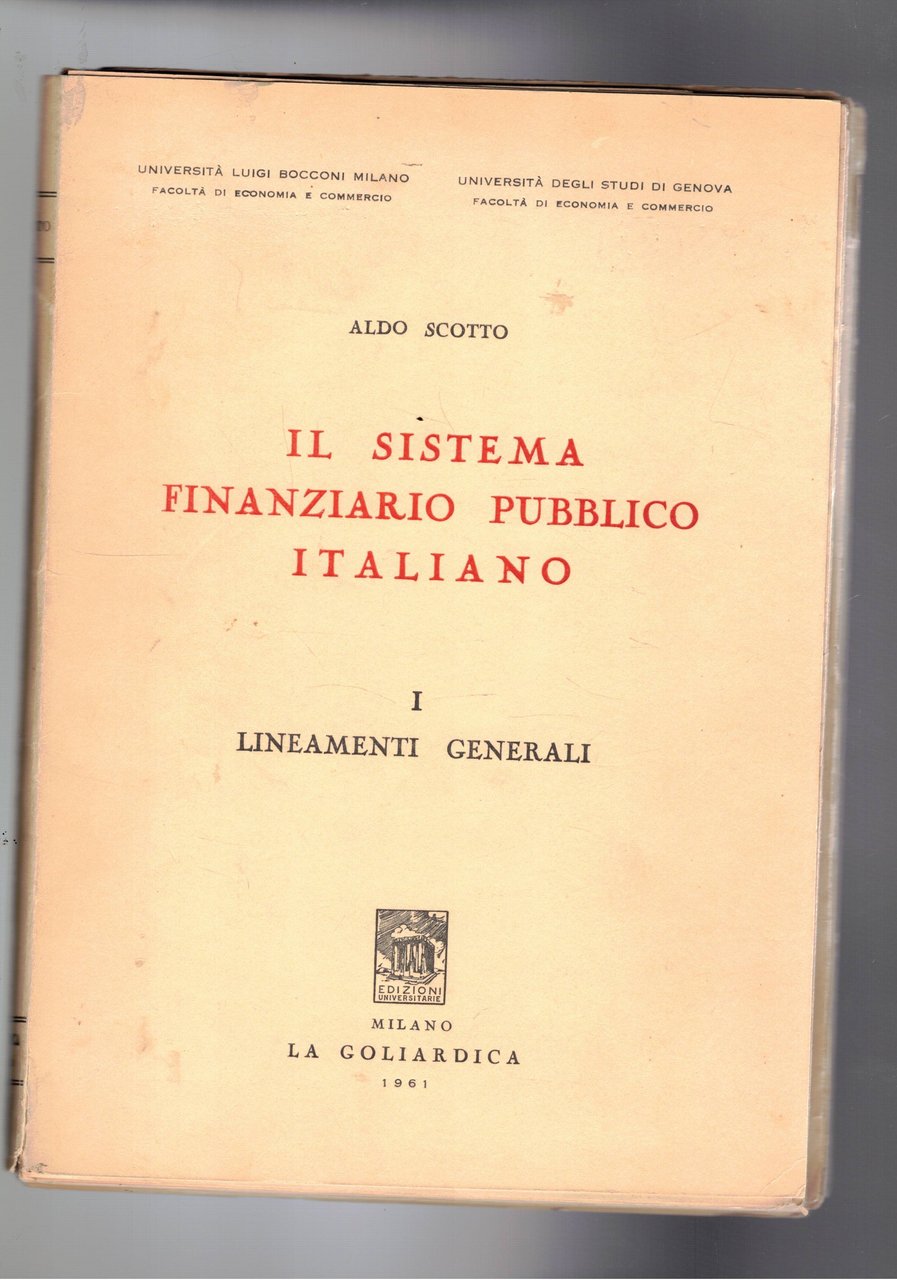 UNIVERSITÀ LUIGI BOCCONI MILANO
FACOLTÀ DI ECONOMIA E COMMERCIO
UNIVERSITÀ DEGLI STUDI DI GENOVA
FACOLTÀ DI ECONOMIA E COMMERCIO
ALDO SCOTTO
IL SISTEMA
FINANZIARIO PUBBLICO
ITALIANO
I
LINEAMENTI GENERALI
EDIZIONI
UNIVERSITARIE
MILANO
LA GOLIARDICA
1961